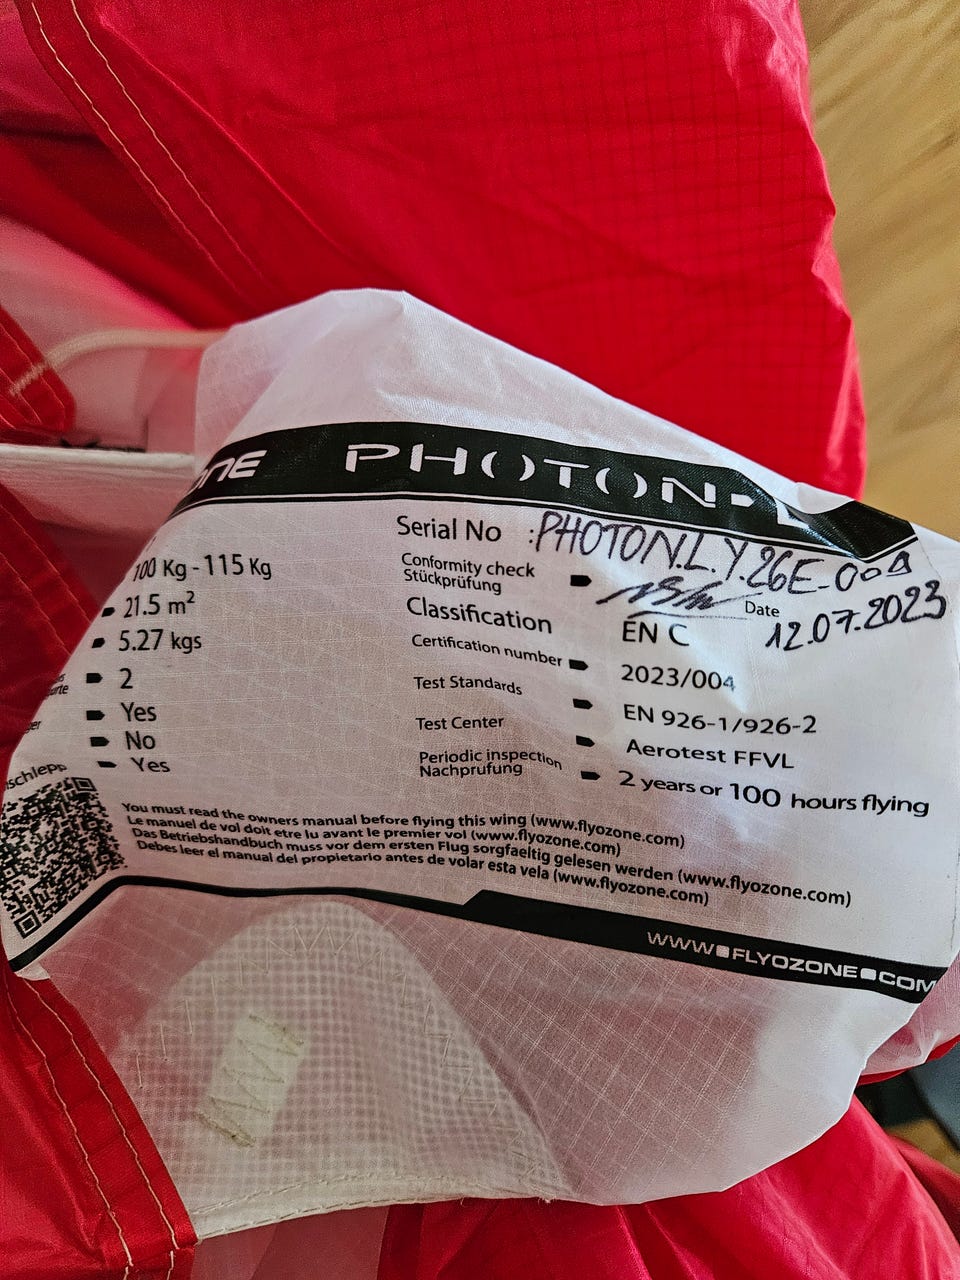 PHOTON-L
Serial No :PHOTON.L.Y.26E-004
100 Kg - 115 Kg
Conformity check
Stückprüfung
Date 12.07.2023
21.5 m²
Classification EN C
5.27 kgs
Certification number 2023/004
2
Test Standards EN 926-1/926-2
Yes
Test Center Aerotest FFVL
No
Periodic inspection
Nachprufung
2 years or 100 hours flying
Yes
You must read the owners manual before flying this wing (www.flyozone.com)
Le manuel de vol doit etre lu avant le premier vol (www.flyozone.com)
Das Betriebshandbuch muss vor dem ersten Flug sorgfaeltig gelesen werden (www.flyozone.com)
Debes leer el manual del propietario antes de volar esta vela (www.flyozone.com)
WWW.FLYOZONE.COM